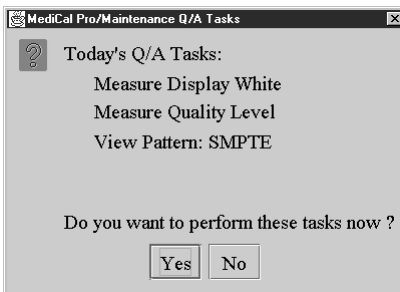 MediCal Pro/Maintenance Q/A Tasks
Today's Q/A Tasks:
Measure Display White
Measure Quality Level
View Pattern: SMPTE
Do you want to perform these tasks now ?
Yes No